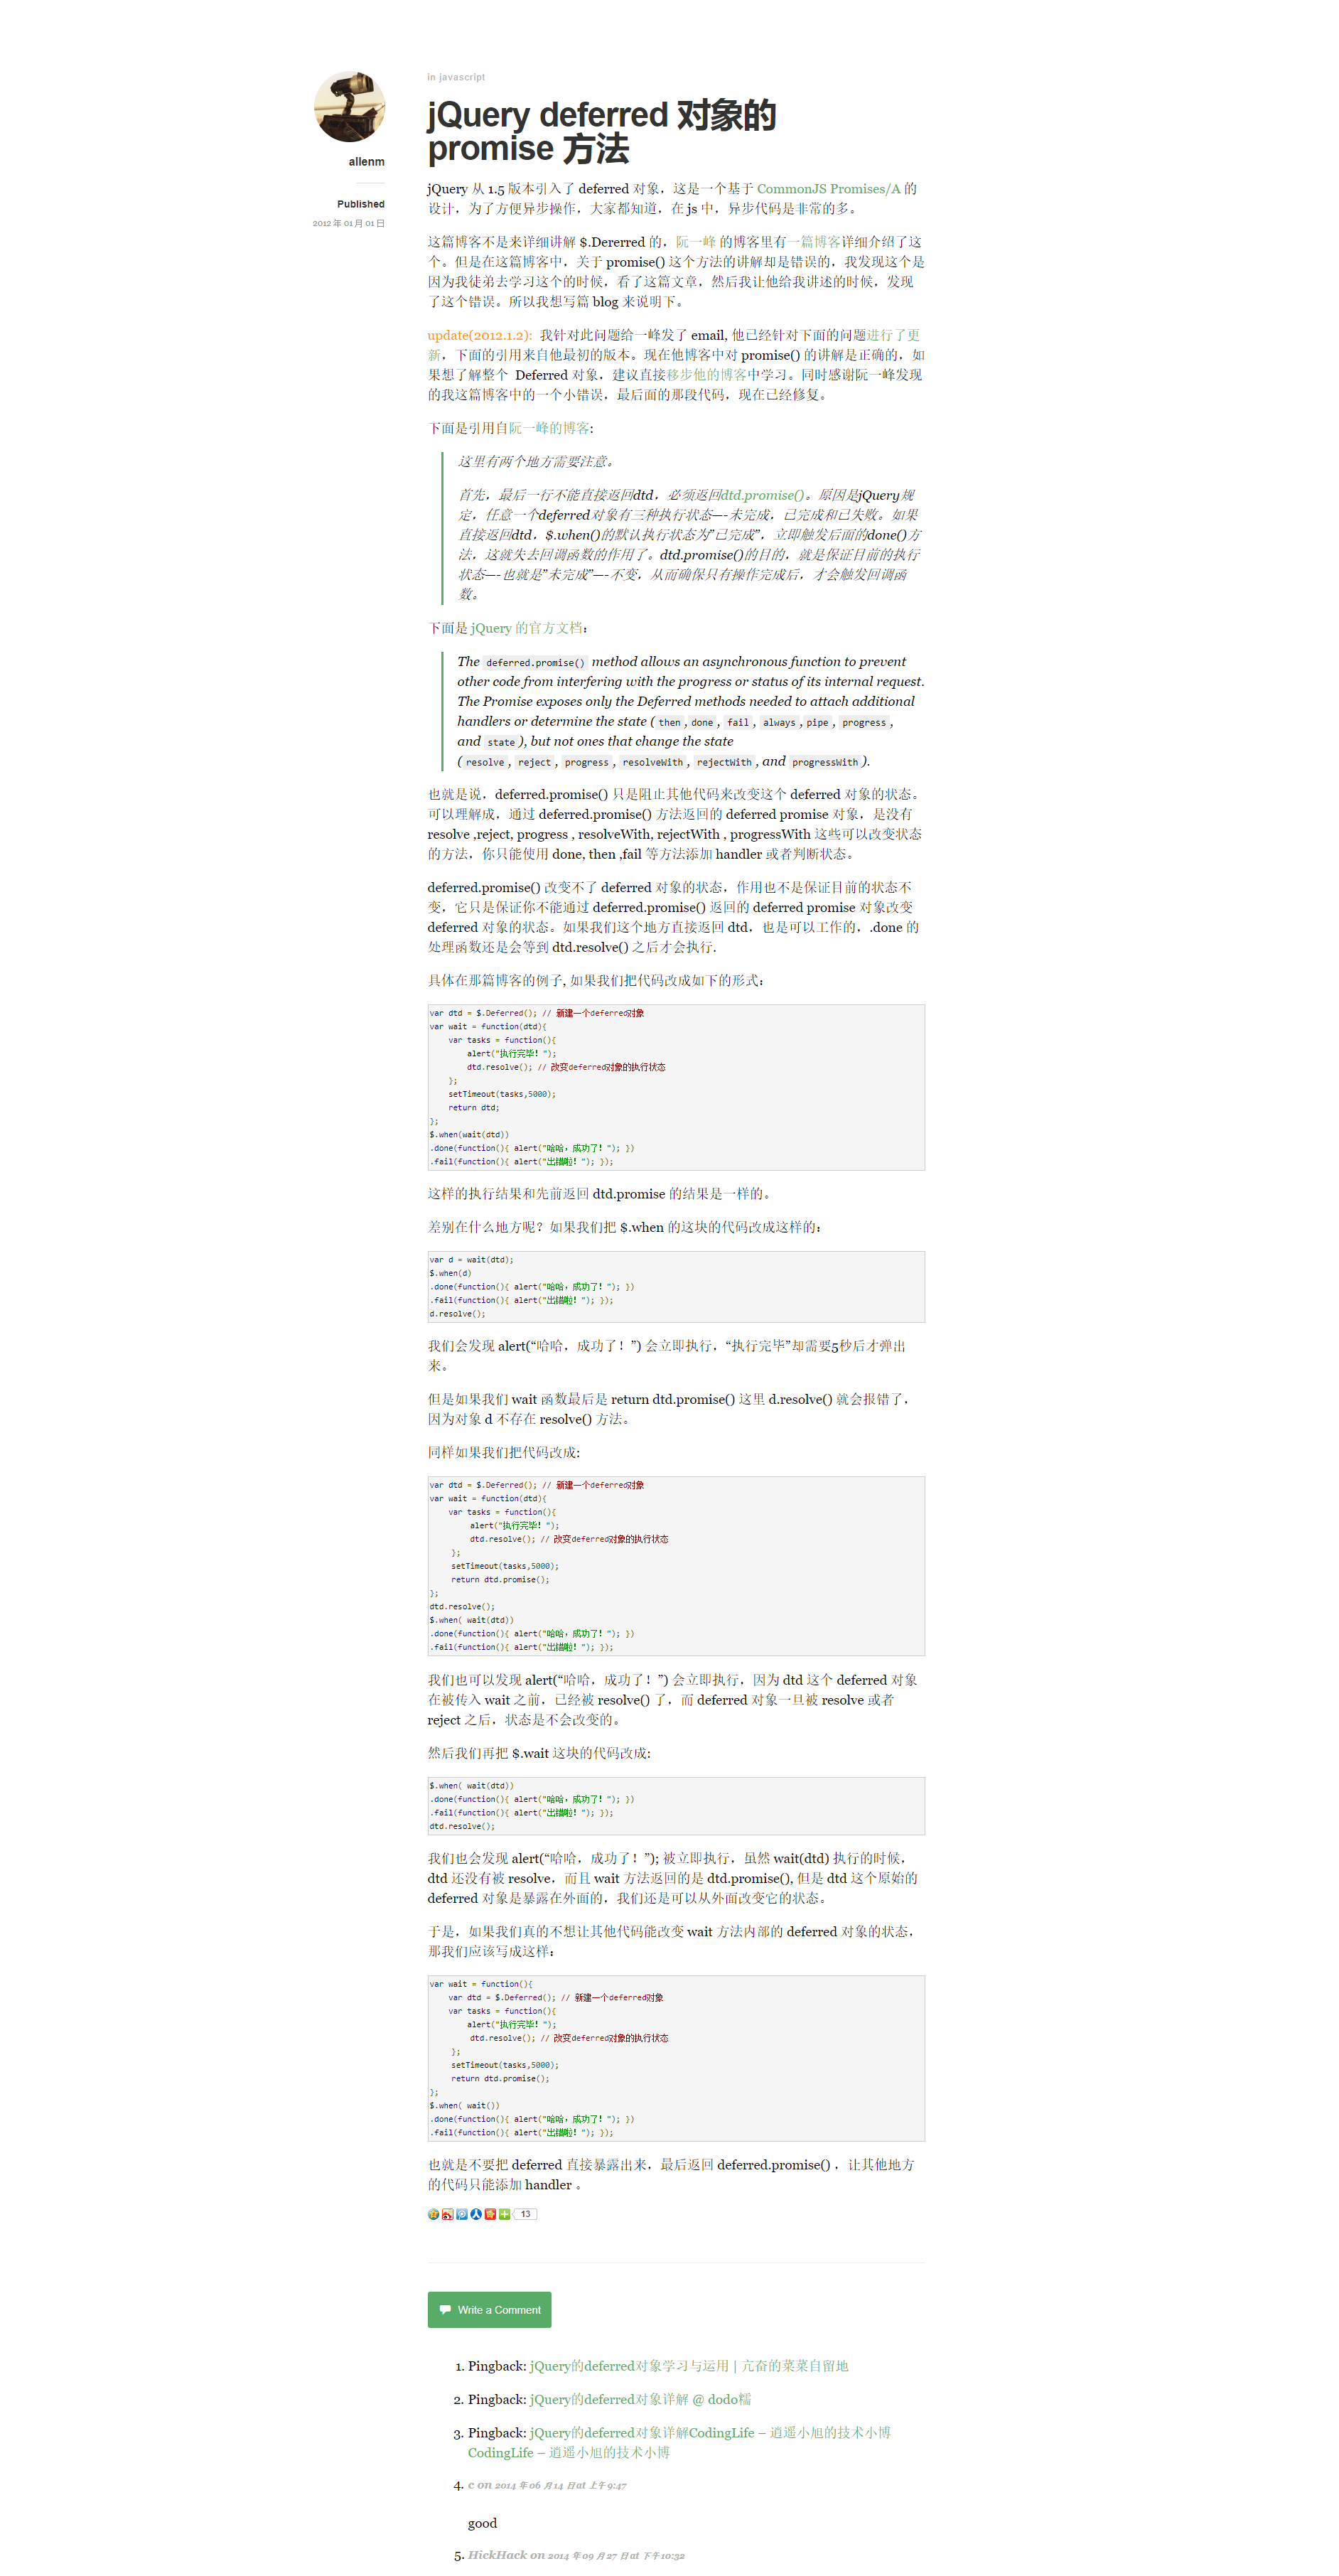 in javascript
jQuery deferred 对象的
promise 方法
allenm
Published
2012 年 01 月 01 日
jQuery 从 1.5 版本引入了 deferred 对象，这是一个基于 CommonJS Promises/A 的
设计，为了方便异步操作，大家都知道，在 js 中，异步代码是非常的多。
这篇博客不是来详细讲解 $.Dererred 的，阮一峰 的博客里有一篇博客详细介绍了这
个。但是在这篇博客中，关于 promise() 这个方法的讲解却是错误的，我发现这个是
因为我徒弟去学习这个的时候，看了这篇文章，然后我让他给我讲述的时候，发现
了这个错误。所以我想写篇 blog 来说明下。
update(2012.1.2): 我针对此问题给一峰发了 email, 他已经针对下面的问题进行了更
新，下面的引用来自他最初的版本。现在他博客中对 promise() 的讲解是正确的，如
果想了解整个 Deferred 对象，建议直接移步他的博客中学习。同时感谢阮一峰发现
的我这篇博客中的一个小错误，最后面的那段代码，现在已经修复。
下面是引用自阮一峰的博客:
这里有两个地方需要注意。
首先，最后一行不能直接返回dtd，必须返回dtd.promise()。原因是jQuery规
定，任意一个deferred对象有三种执行状态—-未完成，已完成和已失败。如果
直接返回dtd，$.when()的默认执行状态为”已完成”，立即触发后面的done()方
法，这就失去回调函数的作用了。dtd.promise()的目的，就是保证目前的执行
状态—-也就是”未完成”—-不变，从而确保只有操作完成后，才会触发回调函
数。
下面是 jQuery 的官方文档：
The deferred.promise() method allows an asynchronous function to prevent
other code from interfering with the progress or status of its internal request.
The Promise exposes only the Deferred methods needed to attach additional
handlers or determine the state ( then,done, fail, always,pipe, progress,
and state), but not ones that change the state
( resolve, reject, progress, resolveWith, rejectWith, and progressWith).
也就是说，deferred.promise() 只是阻止其他代码来改变这个 deferred 对象的状态。
可以理解成，通过 deferred.promise() 方法返回的 deferred promise 对象，是没有
resolve ,reject, progress , resolveWith, rejectWith , progressWith 这些可以改变状态
的方法，你只能使用 done, then ,fail 等方法添加 handler 或者判断状态。
deferred.promise() 改变不了 deferred 对象的状态，作用也不是保证目前的状态不
变，它只是保证你不能通过 deferred.promise() 返回的 deferred promise 对象改变
deferred 对象的状态。如果我们这个地方直接返回 dtd，也是可以工作的，.done 的
处理函数还是会等到 dtd.resolve() 之后才会执行.
具体在那篇博客的例子, 如果我们把代码改成如下的形式：
var dtd = $.Deferred(); // 新建一个deferred对象
var wait = function(dtd){
var tasks = function(){
alert("执行完毕！");
dtd.resolve(); // 改变deferred对象的执行状态
};
setTimeout(tasks,5000);
return dtd;
};
$.when(wait(dtd))
.done(function(){ alert("哈哈，成功了！"); })
.fail(function(){ alert("出错啦！"); });
这样的执行结果和先前返回 dtd.promise 的结果是一样的。
差别在什么地方呢？如果我们把 $.when 的这块的代码改成这样的：
var d = wait(dtd);
$.when(d)
.done(function(){ alert("哈哈，成功了！"); })
.fail(function(){ alert("出错啦！"); });
d.resolve();
我们会发现 alert(“哈哈，成功了！”) 会立即执行，“执行完毕”却需要5秒后才弹出
来。
但是如果我们 wait 函数最后是 return dtd.promise() 这里 d.resolve() 就会报错了，
因为对象 d 不存在 resolve() 方法。
同样如果我们把代码改成:
var dtd = $.Deferred(); // 新建一个deferred对象
var wait = function(dtd){
var tasks = function(){
alert("执行完毕！");
dtd.resolve(); // 改变deferred对象的执行状态
};
setTimeout(tasks,5000);
return dtd.promise();
};
dtd.resolve();
$.when( wait(dtd))
.done(function(){ alert("哈哈，成功了！"); })
.fail(function(){ alert("出错啦！"); });
我们也可以发现 alert(“哈哈，成功了！”) 会立即执行，因为 dtd 这个 deferred 对象
在被传入 wait 之前，已经被 resolve() 了，而 deferred 对象一旦被 resolve 或者
reject 之后，状态是不会改变的。
然后我们再把 $.wait 这块的代码改成:
$.when( wait(dtd))
.done(function(){ alert("哈哈，成功了！"); })
.fail(function(){ alert("出错啦！"); });
dtd.resolve();
我们也会发现 alert(“哈哈，成功了！”); 被立即执行，虽然 wait(dtd) 执行的时候，
dtd 还没有被 resolve，而且 wait 方法返回的是 dtd.promise(), 但是 dtd 这个原始的
deferred 对象是暴露在外面的，我们还是可以从外面改变它的状态。
于是，如果我们真的不想让其他代码能改变 wait 方法内部的 deferred 对象的状态，
那我们应该写成这样：
var wait = function(){
var dtd = $.Deferred(); // 新建一个deferred对象
var tasks = function(){
alert("执行完毕！");
dtd.resolve(); // 改变deferred对象的执行状态
};
setTimeout(tasks,5000);
return dtd.promise();
};
$.when( wait())
.done(function(){ alert("哈哈，成功了！"); })
.fail(function(){ alert("出错啦！"); });
也就是不要把 deferred 直接暴露出来，最后返回 deferred.promise() ，让其他地方
的代码只能添加 handler 。
13
Write a Comment
1. Pingback: jQuery的deferred对象学习与运用 | 亢奋的菜菜自留地
2. Pingback: jQuery的deferred对象详解 @ dodo糯
3. Pingback: jQuery的deferred对象详解CodingLife – 逍遥小旭的技术小博
CodingLife – 逍遥小旭的技术小博
4. c on 2014 年 06 月 14 日 at 上午 9:47
good
5. HickHack on 2014 年 09 月 27 日 at 下午 10:32